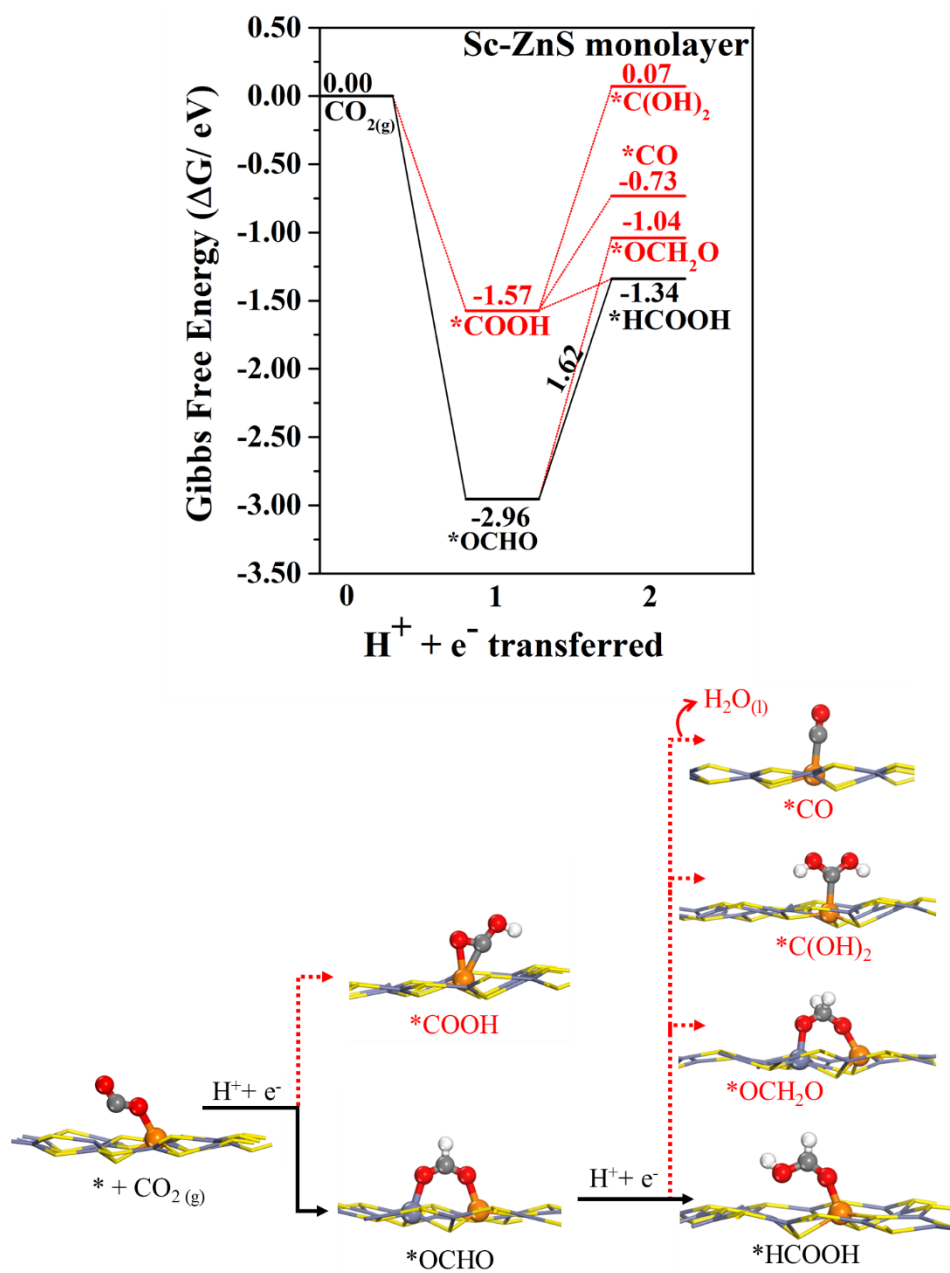 Sc-ZnS monolayer
0.50
0.00
-0.50
-1.00
-1.50
-2.00
-2.50
-3.00
-3.50
Gibbs Free Energy (ΔG/ eV)
0.00
CO2(g)
0.07
*C(OH)2
*CO
-0.73
-1.04
*OCH2O
-1.57
*COOH
-1.34
*HCOOH
1.62
-2.96
*OCHO
0 1 2
H+ + e- transferred
H2O(l)
*CO
*C(OH)2
*COOH
*OCH2O
H++ e-
* + CO2 (g)
H++ e-
*OCHO
*HCOOH